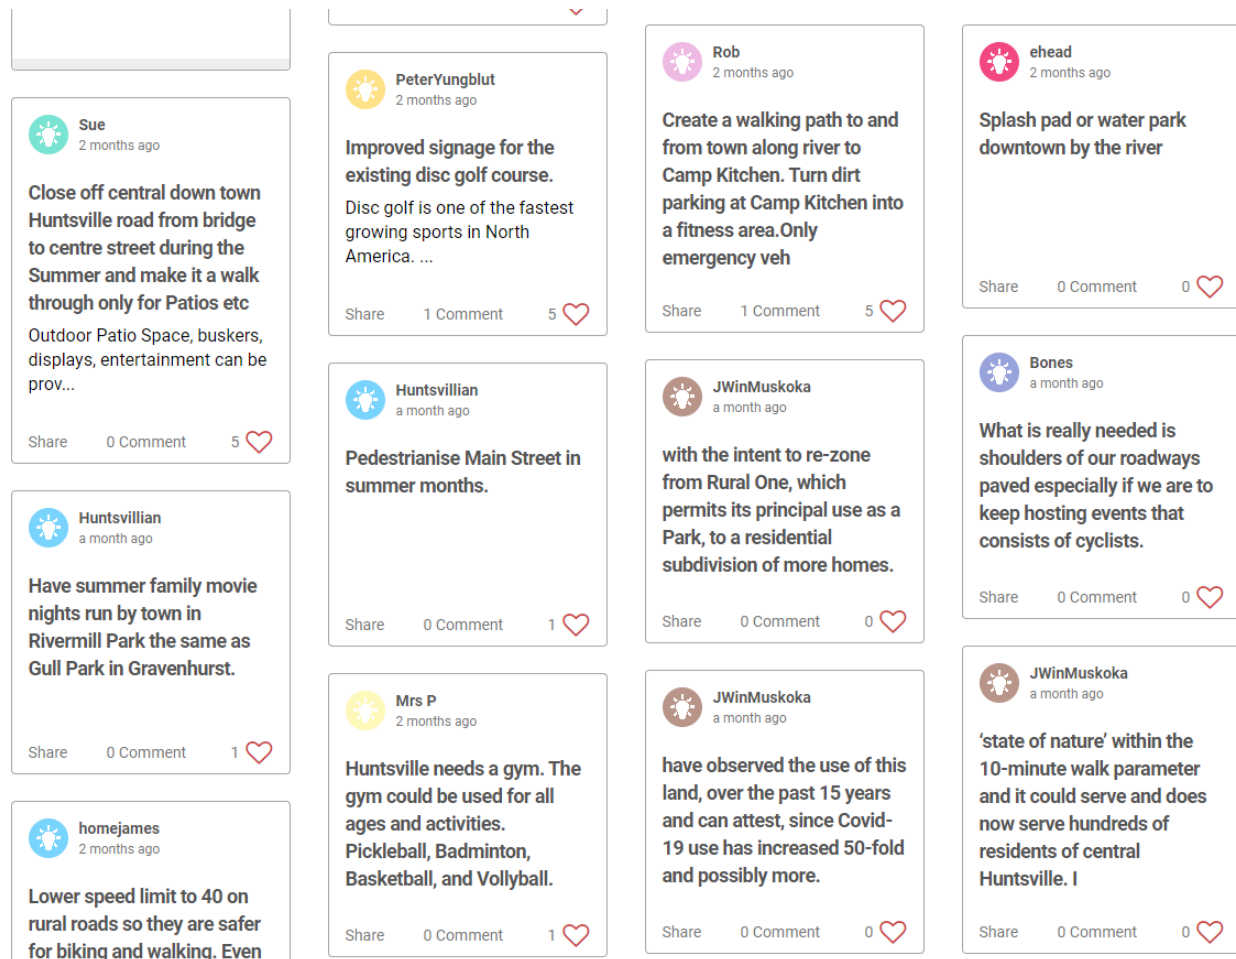 Sue
2 months ago
Close off central down town
Huntsville road from bridge
to centre street during the
Summer and make it a walk
through only for Patios etc
Outdoor Patio Space, buskers,
displays, entertainment can be
prov...
Share 0 Comment 5
Huntsvillian
a month ago
Have summer family movie
nights run by town in
Rivermill Park the same as
Gull Park in Gravenhurst.
Share 0 Comment 1
homejames
2 months ago
Lower speed limit to 40 on
rural roads so they are safer
for biking and walking. Even
PeterYungblut
2 months ago
Improved signage for the
existing disc golf course.
Disc golf is one of the fastest
growing sports in North
America. ...
Share 1 Comment 5
Huntsvillian
a month ago
Pedestrianise Main Street in
summer months.
Share 0 Comment 1
Mrs P
2 months ago
Huntsville needs a gym. The
gym could be used for all
ages and activities.
Pickleball, Badminton,
Basketball, and Vollyball.
Share 0 Comment 1
Rob
2 months ago
Create a walking path to and
from town along river to
Camp Kitchen. Turn dirt
parking at Camp Kitchen into
a fitness area.Only
emergency veh
Share 1 Comment 5
JWinMuskoka
a month ago
with the intent to re-zone
from Rural One, which
permits its principal use as a
Park, to a residential
subdivision of more homes.
Share 0 Comment 0
JWinMuskoka
a month ago
have observed the use of this
land, over the past 15 years
and can attest, since Covid-
19 use has increased 50-fold
and possibly more.
Share 0 Comment 0
ehead
2 months ago
Splash pad or water park
downtown by the river
Share 0 Comment 0
Bones
a month ago
What is really needed is
shoulders of our roadways
paved especially if we are to
keep hosting events that
consists of cyclists.
Share 0 Comment 0
JWinMuskoka
a month ago
‘state of nature’ within the
10-minute walk parameter
and it could serve and does
now serve hundreds of
residents of central
Huntsville. I
Share 0 Comment 0